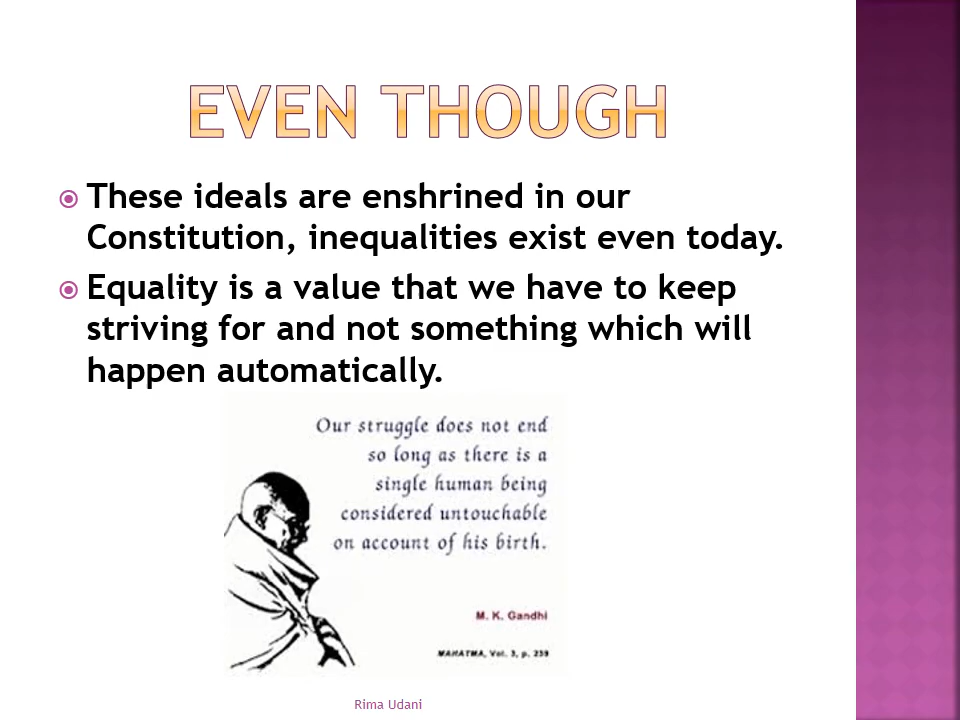 EVEN THOUGH
These ideals are enshrined in our
Constitution, inequalities exist even today.
Equality is a value that we have to keep
striving for and not something which will
happen automatically.
Our struggle does not end
so long as there is a
single human being
considered untouchable
on account of his birth.
M. K. Gandhi
MAHATMA, Vol. 3, p. 239
Rima Udani